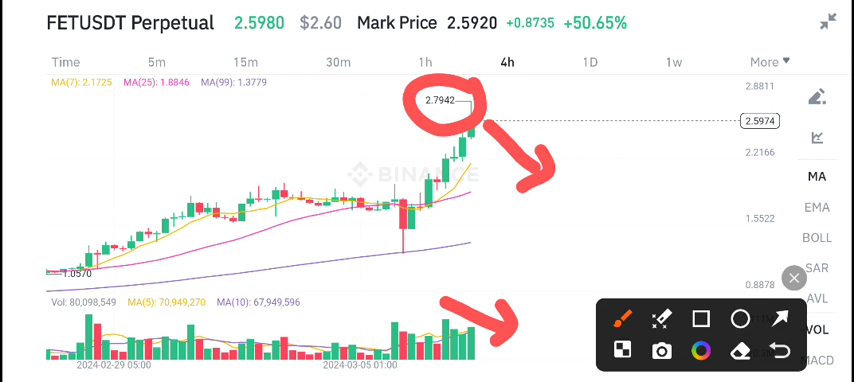 FETUSDT Perpetual 2.5980 $2.60 Mark Price 2.5920 +0.8735 +50.65%
Time 5m 15m 30m 1h 4h 1D 1w More
MA(7): 2.1725 MA(25): 1.8846 MA(99): 1.3779
2.8811
2.7942
2.5974
2.2166
BINANCE
MA
EMA
1.5522
BOLL
SAR
1.0570
0.8878
AVL
Vol: 80,098,549 MA(5): 70,949,270 MA(10): 67,949,596
VOL
MACD
2024-02-29 05:00 2024-03-05 01:00